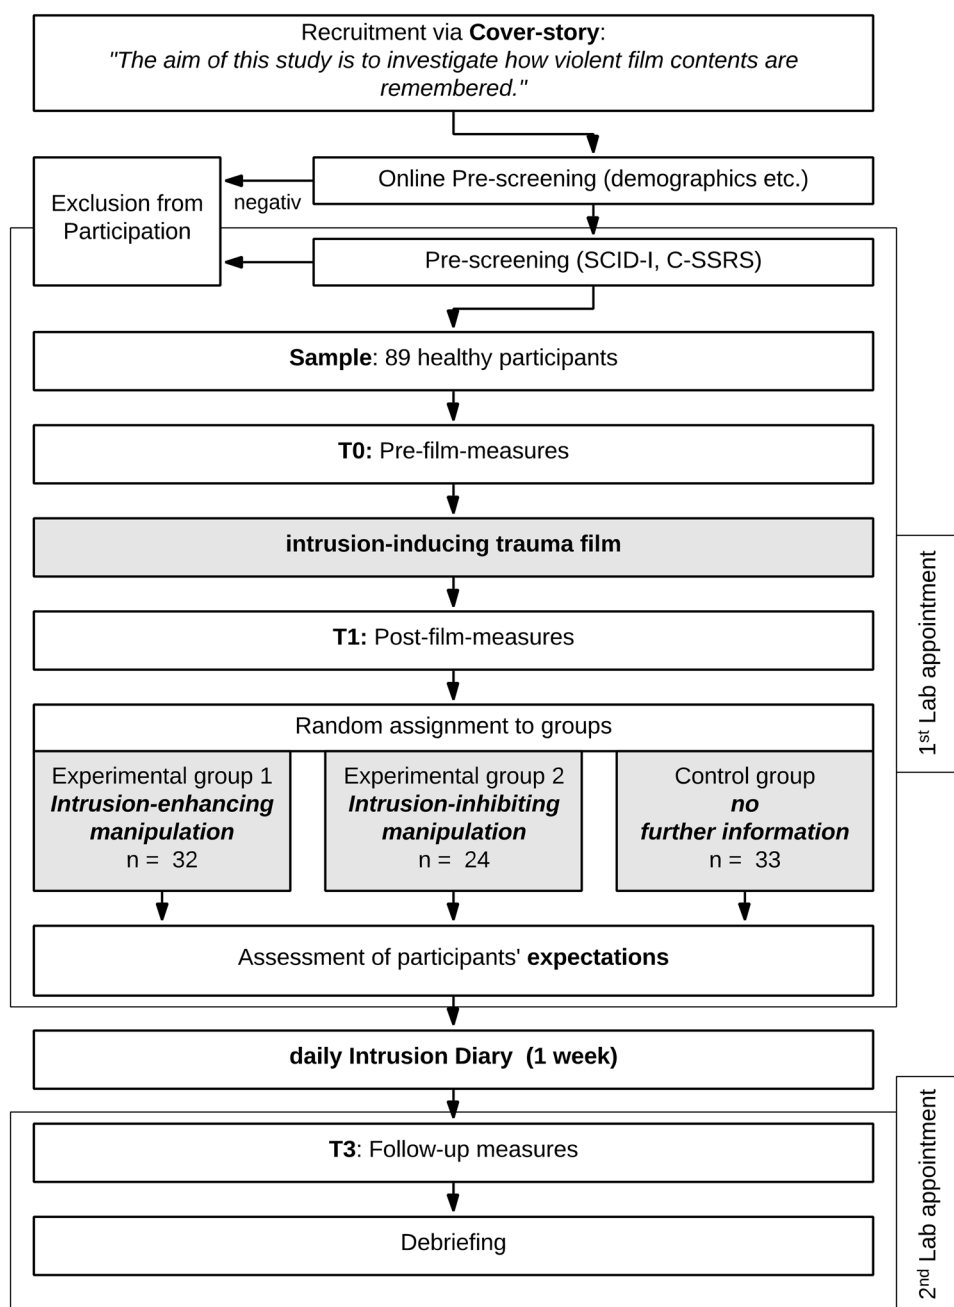 Recruitment via Cover-story:
"The aim of this study is to investigate how violent film contents are
remembered."
Online Pre-screening (demographics etc.)
negativ
Exclusion from
Participation
Pre-screening (SCID-I, C-SSRS)
Sample: 89 healthy participants
T0: Pre-film-measures
intrusion-inducing trauma film
T1: Post-film-measures
Random assignment to groups
Experimental group 1
Intrusion-enhancing
manipulation
n = 32
Experimental group 2
Intrusion-inhibiting
manipulation
n = 24
Control group
no
further information
n = 33
Assessment of participants' expectations
1st Lab appointment
daily Intrusion Diary (1 week)
T3: Follow-up measures
Debriefing
2nd Lab appointment